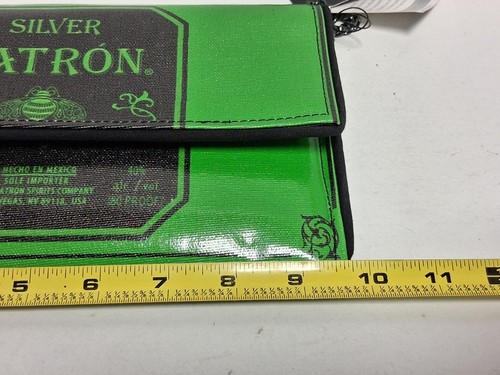 SILVER
ATRÓN®
HECHO EN MEXICO
SOLE IMPORTER
ATRON SPIRITS COMPANY
VEGAS, NV 89118, USA
40%
alc / vol
80 PROOF
5 6 7 8 9 10 11